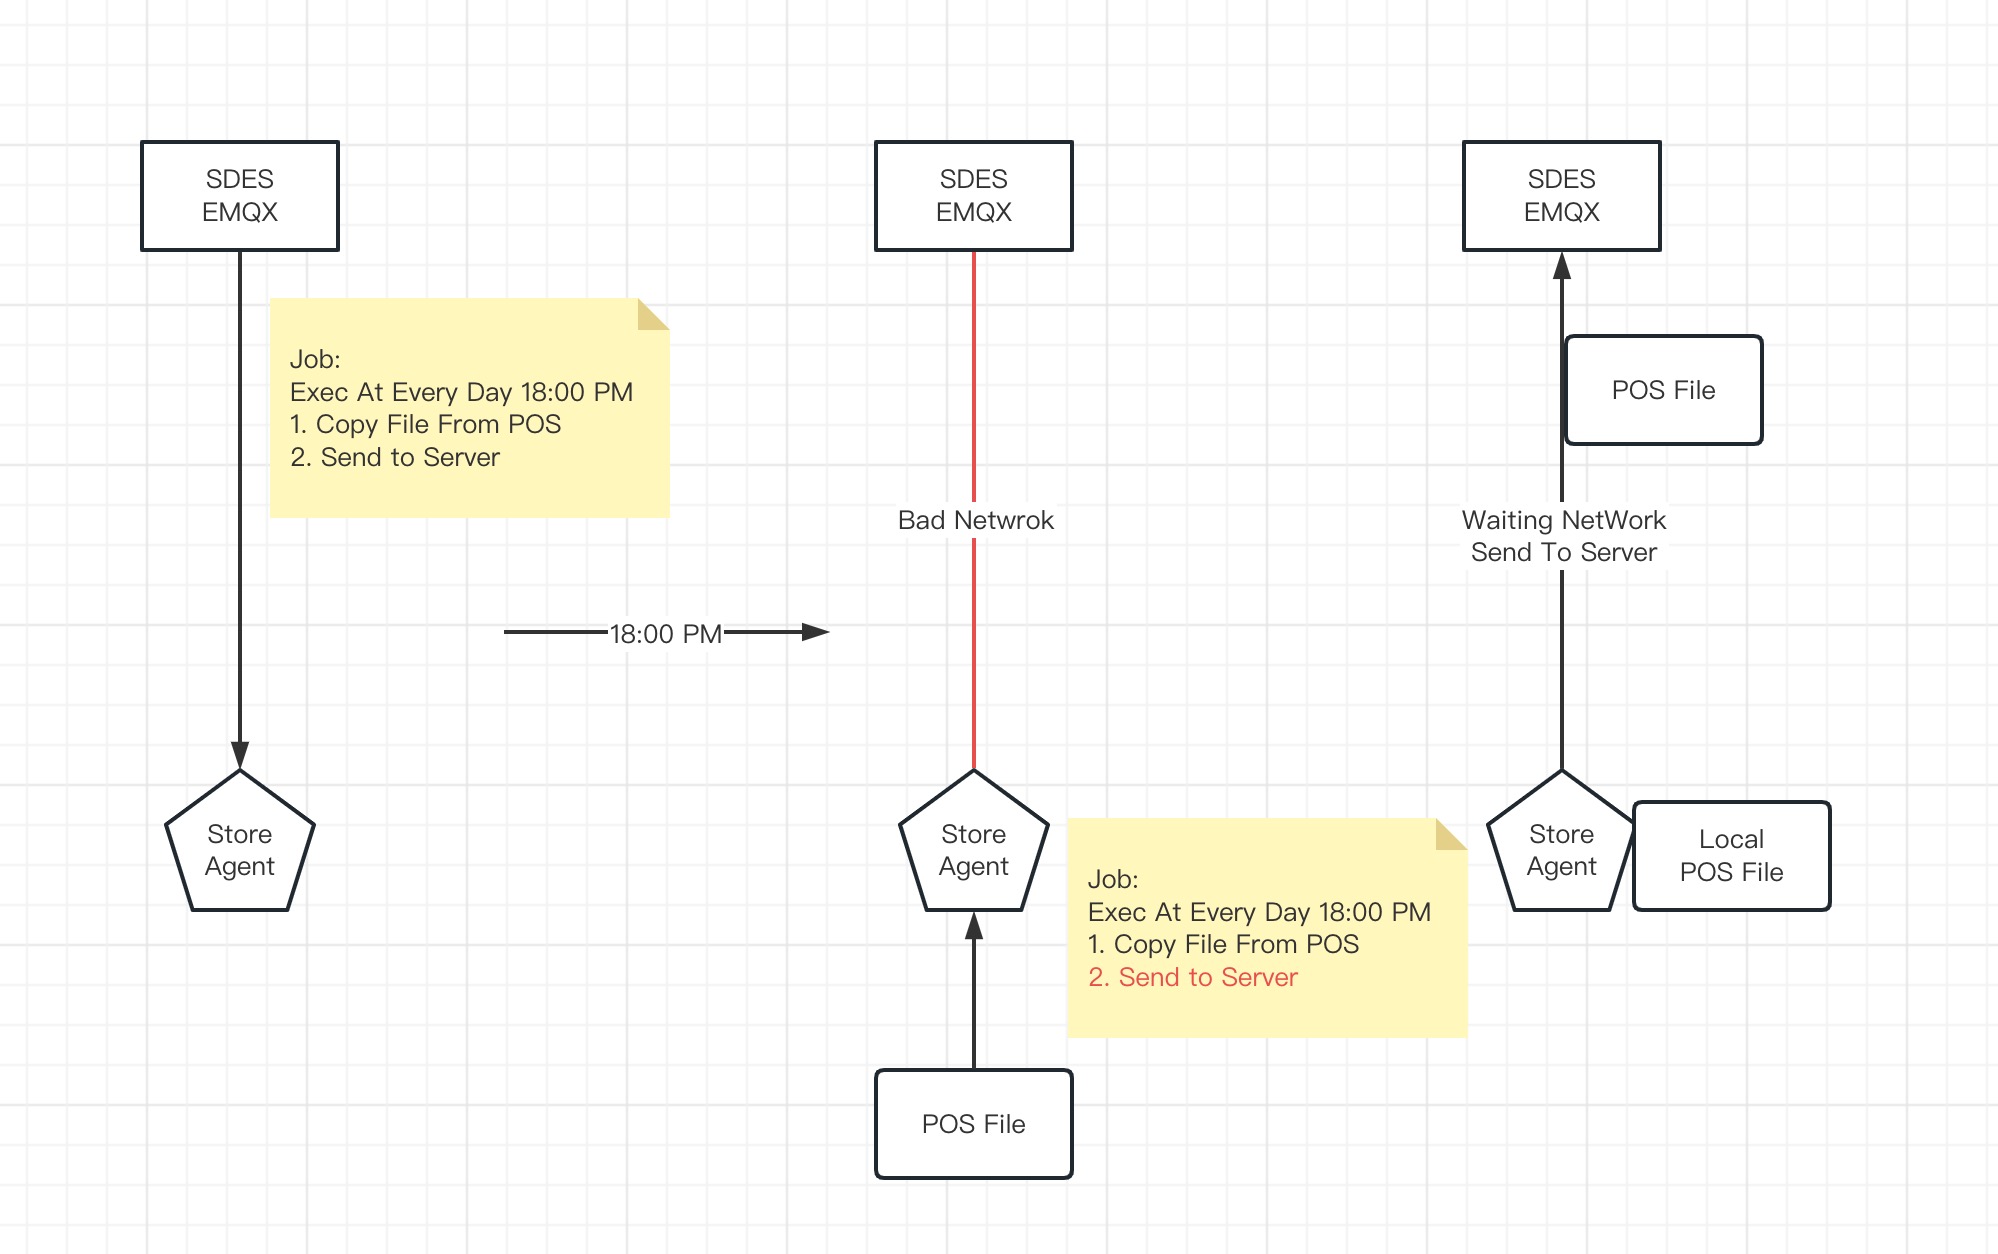 SDES
EMQX
Job:
Exec At Every Day 18:00 PM
1. Copy File From POS
2. Send to Server
Store
Agent
18:00 PM
SDES
EMQX
Bad Netwrok
Store
Agent
Job:
Exec At Every Day 18:00 PM
1. Copy File From POS
2. Send to Server
POS File
SDES
EMQX
POS File
Waiting NetWork
Send To Server
Store
Agent
Local
POS File